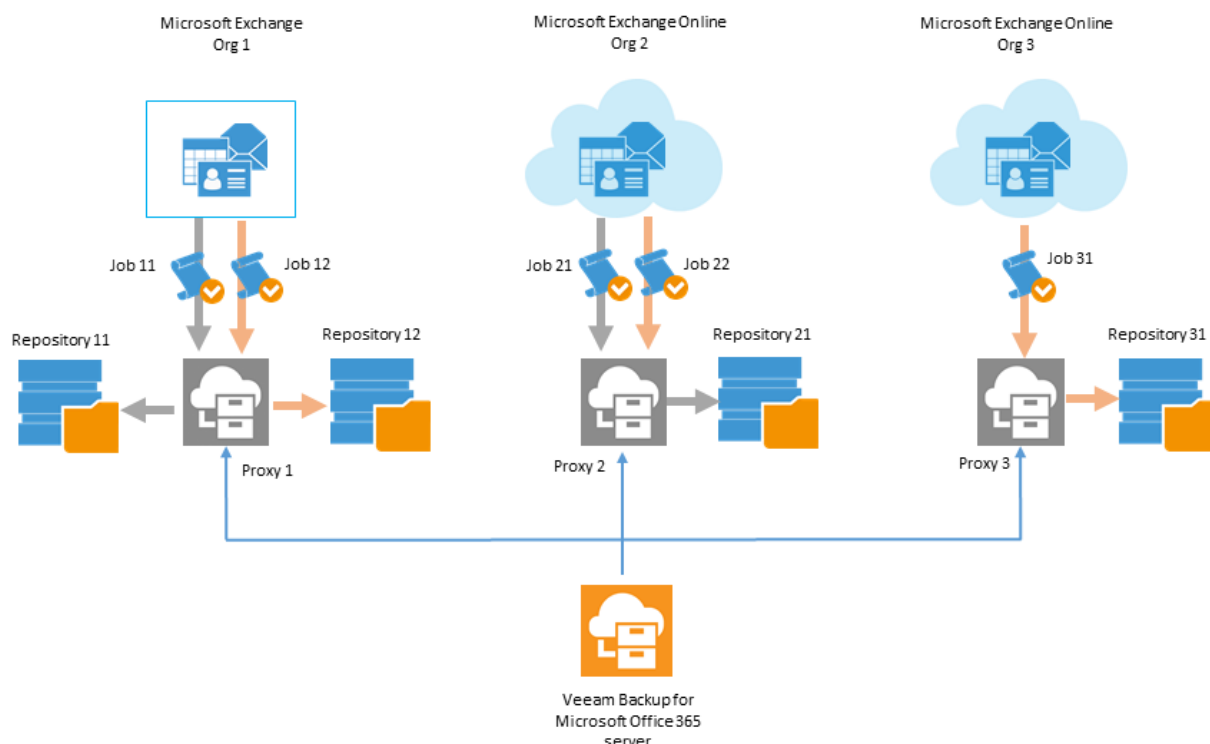 Microsoft Exchange
Org 1
Microsoft Exchange Online
Org 2
Microsoft Exchange Online
Org 3
Job 11
Job 12
Job 21
Job 22
Job 31
Repository 11
Repository 12
Repository 21
Repository 31
Proxy 1
Proxy 2
Proxy 3
Veeam Backup for
Microsoft Office 365
server